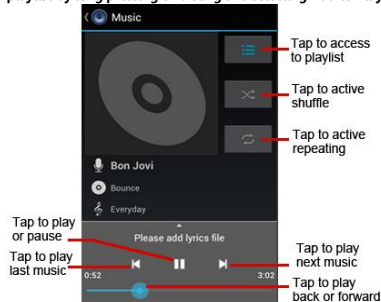 Music
Tap to access
to playlist
Tap to active
shuffle
Tap to active
repeating
Bon Jovi
Bounce
Everyday
Tap to play
or pause
Please add lyrics file
Tap to play
last music
Tap to play
next music
0:52
3:02
Tap to play
back or forward